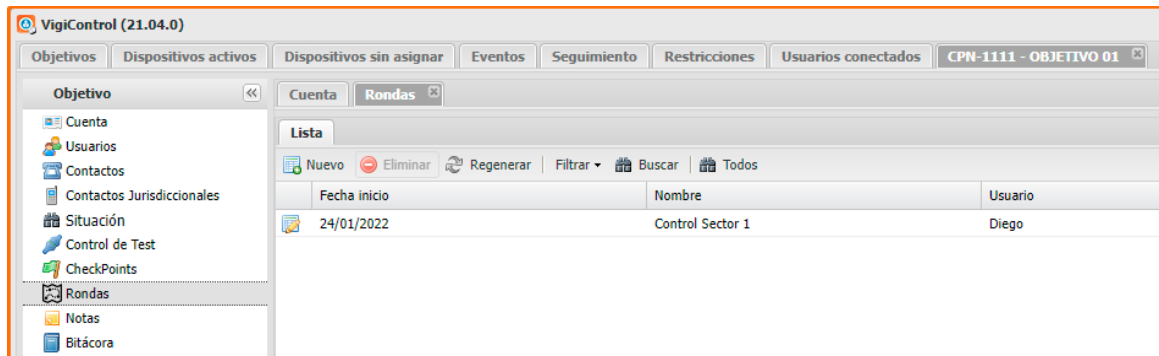 VigiControl (21.04.0)
Objetivos Dispositivos activos Dispositivos sin asignar Eventos Seguimiento Restricciones Usuarios conectados CPN-1111 - OBJETIVO 01
Objetivo
Cuenta
Usuarios
Contactos
Contactos Jurisdiccionales
Situación
Control de Test
CheckPoints
Rondas
Notas
Bitácora
Cuenta Rondas
Lista
Nuevo Eliminar Regenerar Filtrar Buscar Todos
Fecha inicio Nombre Usuario
24/01/2022 Control Sector 1 Diego